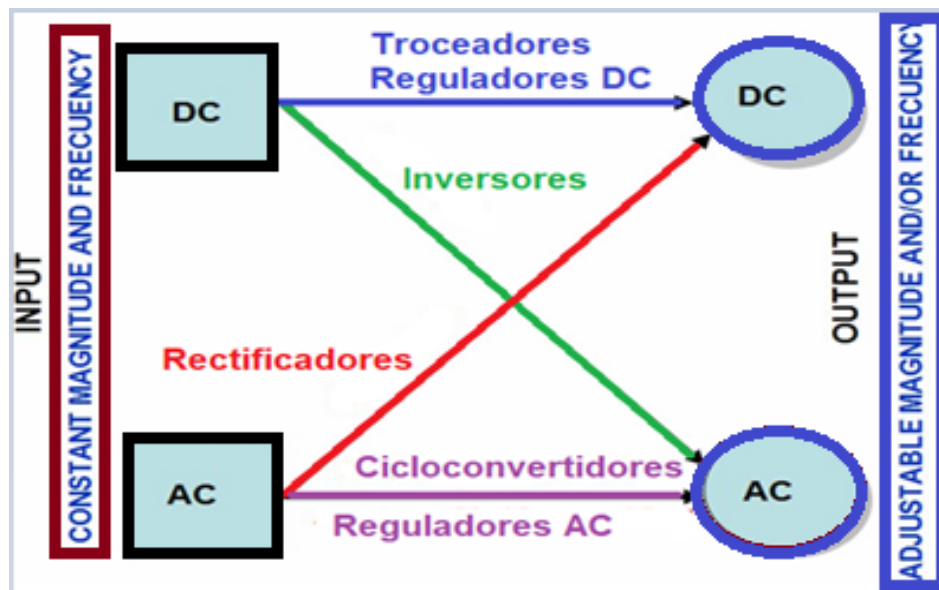 INPUT
CONSTANT MAGNITUDE AND FRECUENCY
DC
Troceadores
Reguladores DC
DC
Inversores
Rectificadores
AC
Cicloconvertidores
Reguladores AC
AC
OUTPUT
ADJUSTABLE MAGNITUDE AND/OR FREQUENCY